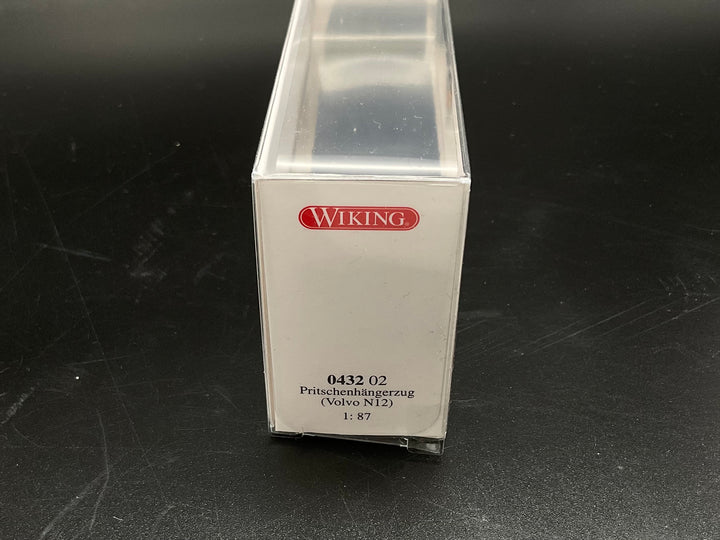 WIKING®
0432 02
Pritschenhängerzug
(Volvo N12)
1: 87